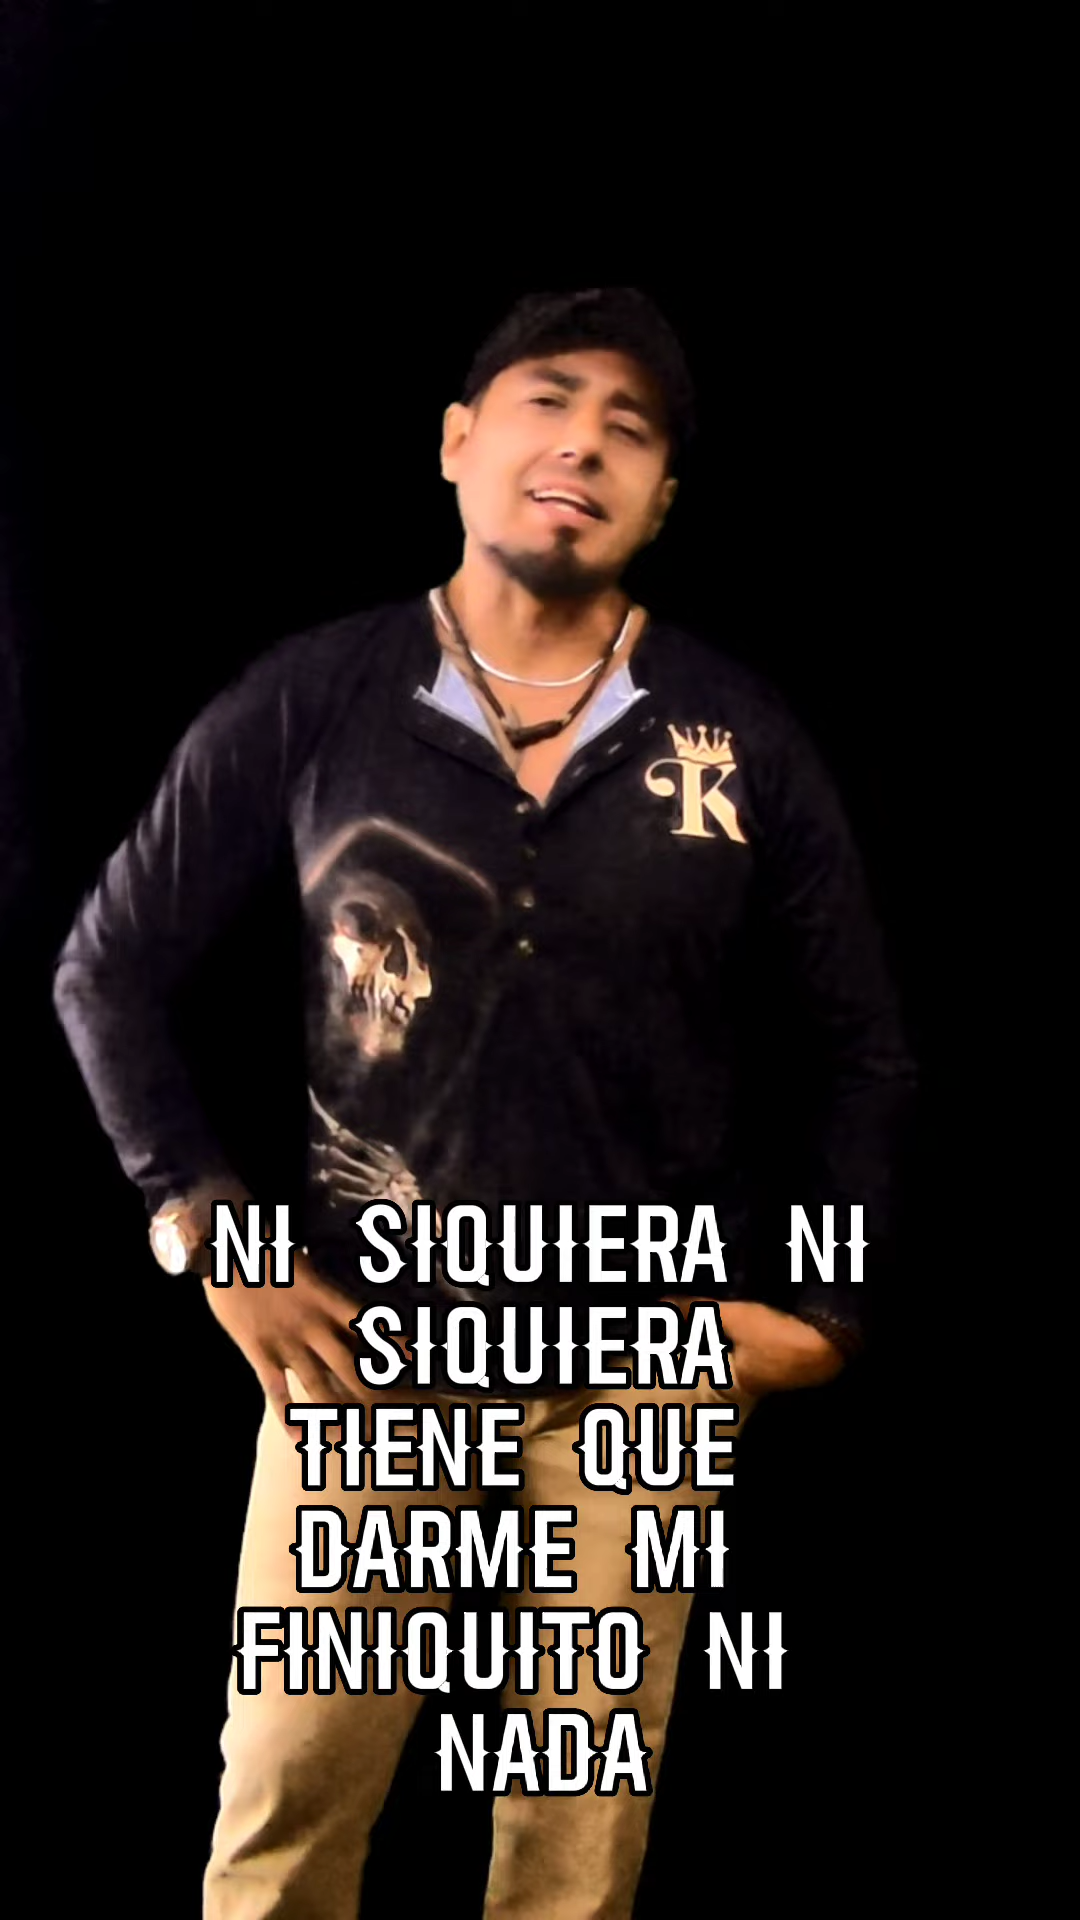 K
NI SIQUIERA NI
SIQUIERA
TIENE QUE
DARME MI
FINIQUITO NI
NADA